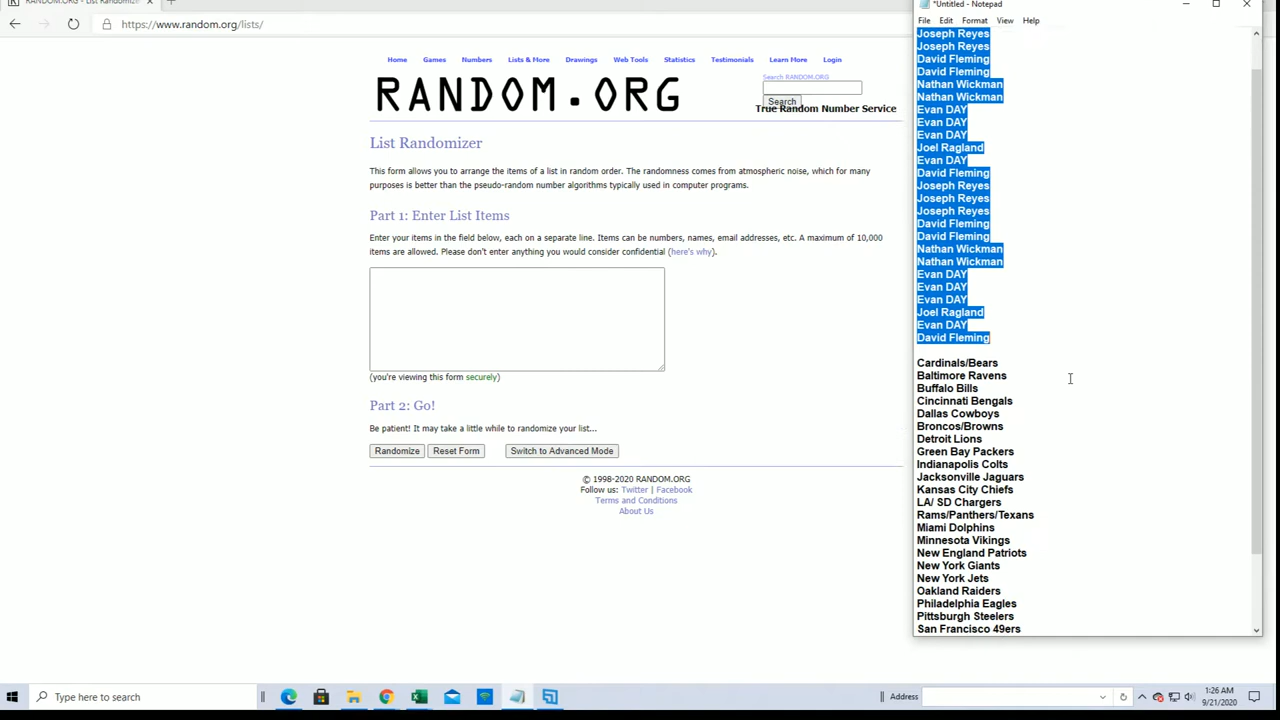 RANDOM.ORG - List Randomiz
*Untitled - Notepad
https://www.random.org/lists/
File Edit Format View Help
Home Games Numbers Lists & More Drawings Web Tools Statistics Testimonials Learn More Login
RANDOM.ORG
Search RANDOM.ORG
Search
True Random Number Service
List Randomizer
This form allows you to arrange the items of a list in random order. The randomness comes from atmospheric noise, which for many
purposes is better than the pseudo-random number algorithms typically used in computer programs.
Part 1: Enter List Items
Enter your items in the field below, each on a separate line. Items can be numbers, names, email addresses, etc. A maximum of 10,000
items are allowed. Please don't enter anything you would consider confidential (here's why).
(you're viewing this form securely)
Part 2: Go!
Be patient! It may take a little while to randomize your list...
Randomize Reset Form Switch to Advanced Mode
© 1998-2020 RANDOM.ORG
Follow us: Twitter | Facebook
Terms and Conditions
About Us
Joseph Reyes
Joseph Reyes
David Fleming
David Fleming
Nathan Wickman
Nathan Wickman
Evan DAY
Evan DAY
Evan DAY
Joel Ragland
Evan DAY
David Fleming
Joseph Reyes
Joseph Reyes
Joseph Reyes
David Fleming
David Fleming
Nathan Wickman
Nathan Wickman
Evan DAY
Evan DAY
Evan DAY
Joel Ragland
Evan DAY
David Fleming
Cardinals/Bears
Baltimore Ravens
Buffalo Bills
Cincinnati Bengals
Dallas Cowboys
Broncos/Browns
Detroit Lions
Green Bay Packers
Indianapolis Colts
Jacksonville Jaguars
Kansas City Chiefs
LA/ SD Chargers
Rams/Panthers/Texans
Miami Dolphins
Minnesota Vikings
New England Patriots
New York Giants
New York Jets
Oakland Raiders
Philadelphia Eagles
Pittsburgh Steelers
San Francisco 49ers
Type here to search
Address
1:26 AM
9/21/2020